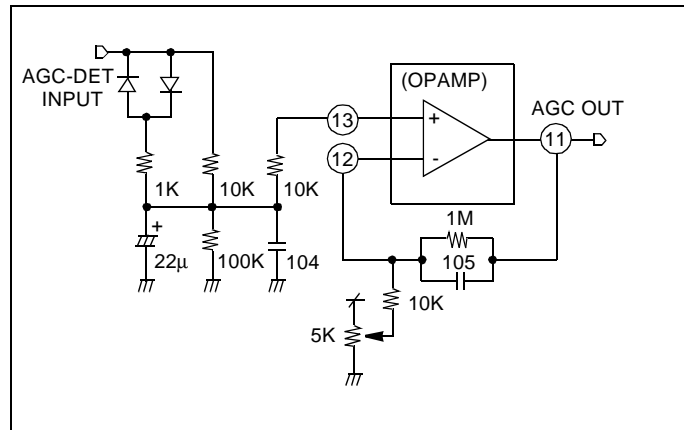 AGC-DET
INPUT
(OPAMP)
AGC OUT
13
+
12
-
11
1K
10K
10K
+
22μ
100K
104
1M
105
10K
5K